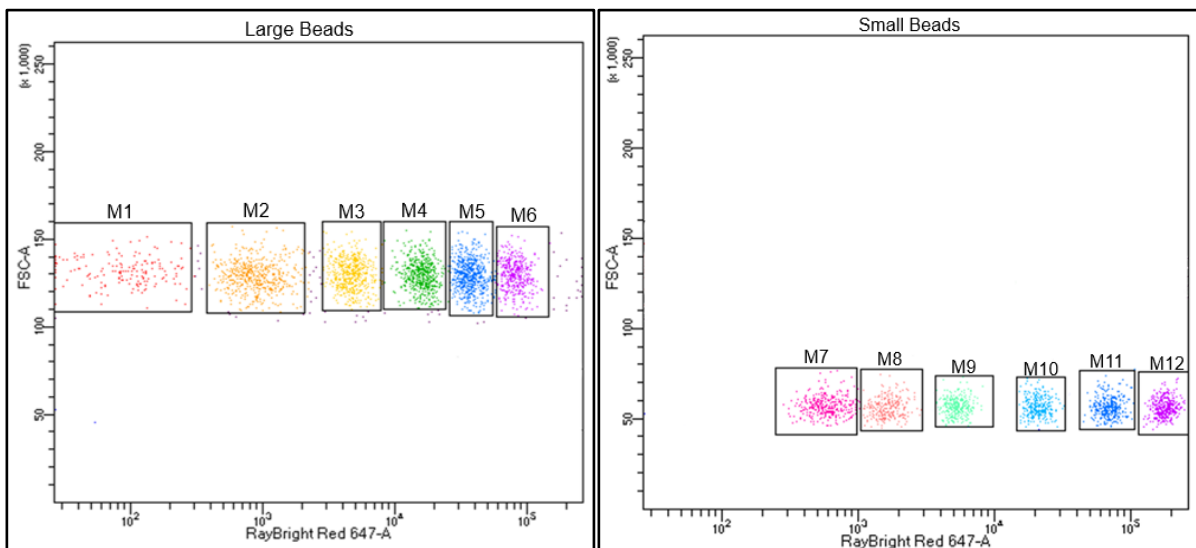 Large Beads
(x 1,000)
250
200
150
100
50
FSC-A
M1 M2 M3 M4 M5 M6
10² 10³ 10⁴ 10⁵
RayBright Red 647-A
Small Beads
(x 1,000)
250
200
150
100
50
FSC-A
M7 M8 M9 M10 M11 M12
10² 10³ 10⁴ 10⁵
RayBright Red 647-A